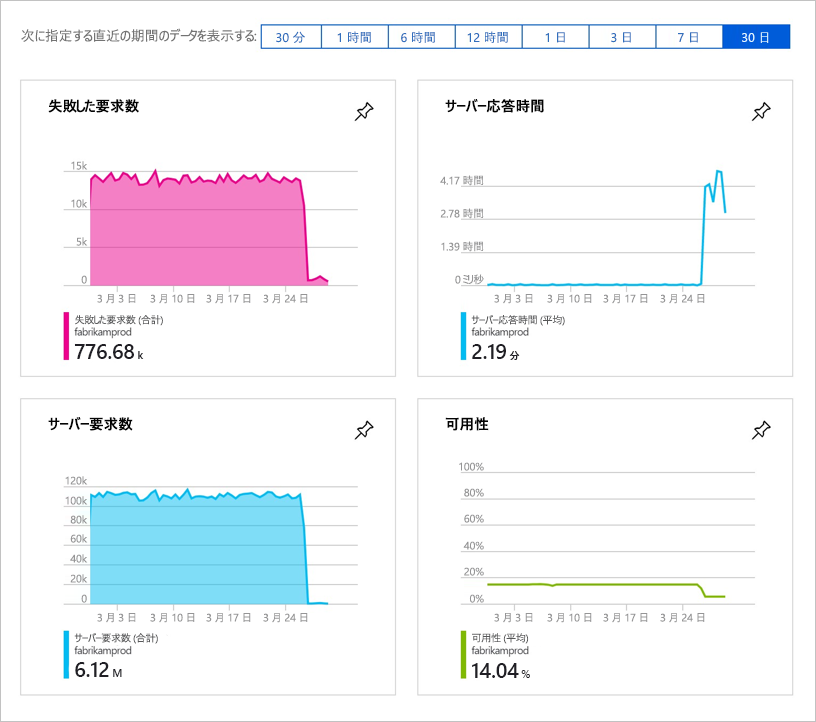 次に指定する直近の期間のデータを表示する:
30 分
1 時間
6 時間
12 時間
1 日
3 日
7 日
30 日
失敗した要求数
15k
10k
5k
0
3 月 3 日
3 月 10 日
3 月 17 日
3 月 24 日
失敗した要求数 (合計)
fabrikamprod
776.68 k
サーバー応答時間
4.17 時間
2.78 時間
1.39 時間
0 ミリ秒
3 月 3 日
3 月 10 日
3 月 17 日
3 月 24 日
サーバー応答時間 (平均)
fabrikamprod
2.19 分
サーバー要求数
120k
100k
80k
60k
40k
20k
0
3 月 3 日
3 月 10 日
3 月 17 日
3 月 24 日
サーバー要求数 (合計)
fabrikamprod
6.12 M
可用性
100%
80%
60%
40%
20%
0%
3 月 3 日
3 月 10 日
3 月 17 日
3 月 24 日
可用性 (平均)
fabrikamprod
14.04 %